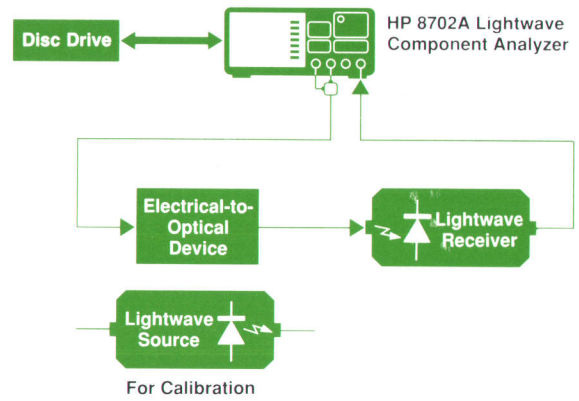 Disc Drive
HP 8702A Lightwave
Component Analyzer
Electrical-to-
Optical
Device
Lightwave
Receiver
Lightwave
Source
For Calibration